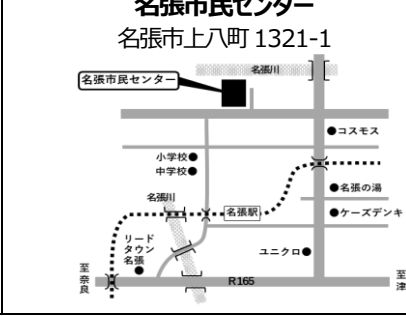 名張市民センター
名張市上八町 1321-1
名張川
名張市民センター
●コスモス
小学校●
中学校●
名張川
名張駅
●名張の湯
●ケーズデンキ
リード
タウン
名張
●
ユニクロ●
至奈良
R165
至津